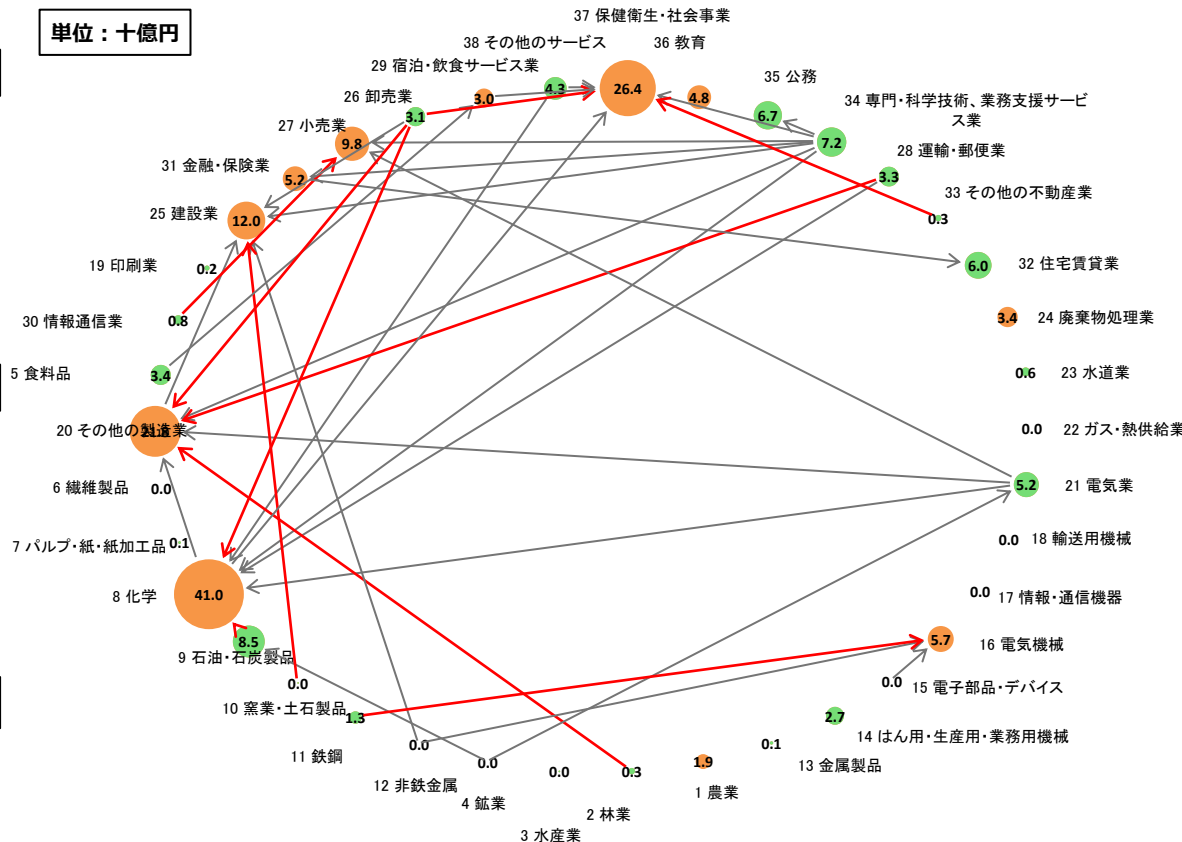 単位：十億円
37 保健衛生・社会事業
38 その他のサービス
36 教育
29 宿泊・飲食サービス業
35 公務
26 卸売業
34 専門・科学技術、業務支援サービ
ス業
27 小売業
28 運輸・郵便業
31 金融・保険業
33 その他の不動産業
25 建設業
32 住宅賃貸業
19 印刷業
24 廃棄物処理業
30 情報通信業
23 水道業
5 食料品
22 ガス・熱供給業
20 その他の製造業
21 電気業
6 繊維製品
18 輸送用機械
7 パルプ・紙・紙加工品
17 情報・通信機器
8 化学
16 電気機械
9 石油・石炭製品
15 電子部品・デバイス
10 窯業・土石製品
14 はん用・生産用・業務用機械
11 鉄鋼
13 金属製品
12 非鉄金属
1 農業
4 鉱業
2 林業
3 水産業
26.4
4.3
4.8
3.0
6.7
3.1
7.2
9.8
3.3
5.2
0.3
12.0
6.0
0.2
3.4
0.8
0.6
3.4
0.0
5.2
0.0
0.0
0.1
0.0
41.0
5.7
8.5
0.0
0.0
2.7
1.3
0.1
0.0
1.9
0.0
0.3
0.0